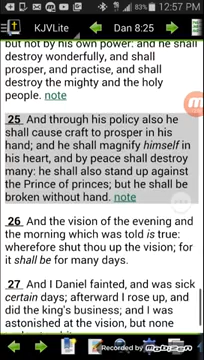 83% 12:57 PM
KJVLite Dan 8:25
but not by his own power: and he shall
destroy wonderfully, and shall
prosper, and practise, and shall
destroy the mighty and the holy
people. note
25 And through his policy also he
shall cause craft to prosper in his
hand; and he shall magnify himself in
his heart, and by peace shall destroy
many: he shall also stand up against
the Prince of princes; but he shall be
broken without hand. note
26 And the vision of the evening and
the morning which was told is true:
wherefore shut thou up the vision; for
it shall be for many days.
27 And I Daniel fainted, and was sick
certain days; afterward I rose up, and
did the king's business; and I was
astonished at the vision, but none
Recorded by Mobizen